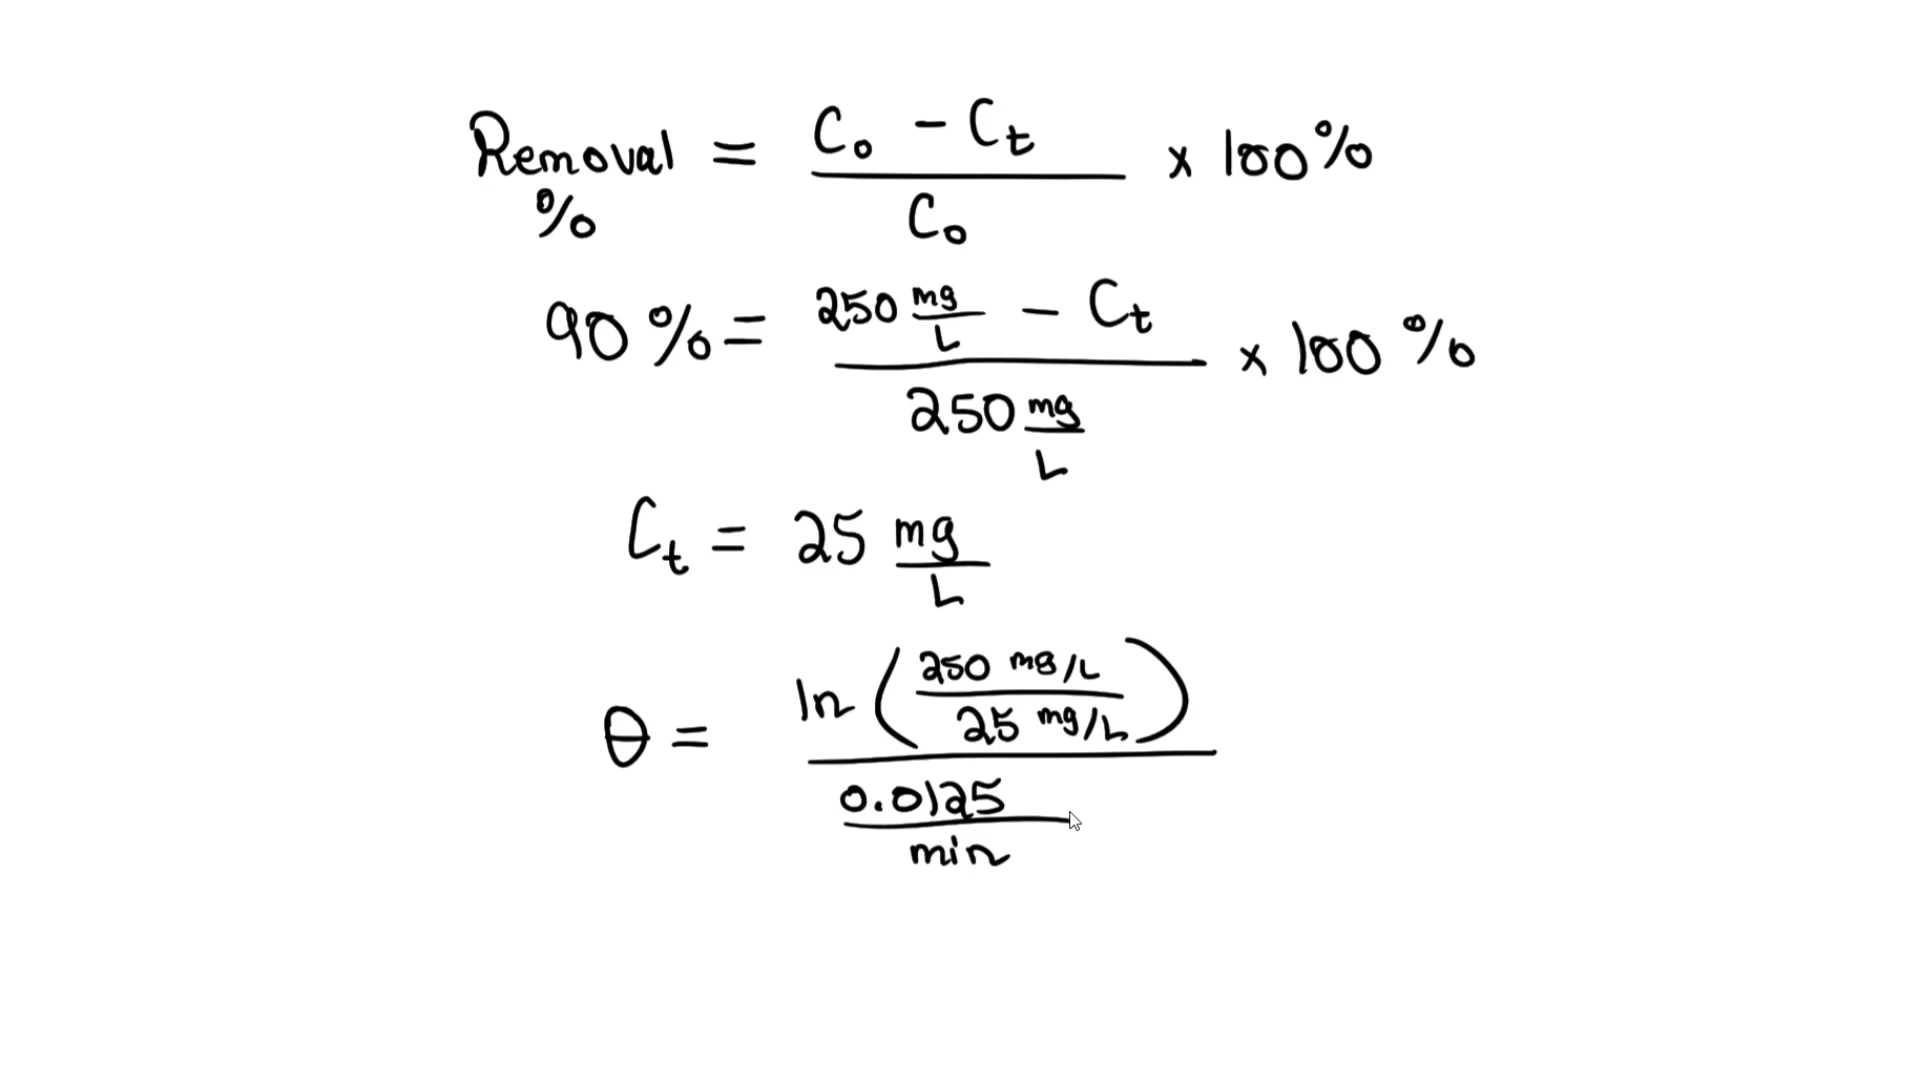 Removal % = (C₀ - Cₜ) / C₀ x 100%
90% = (250 mg/L - Cₜ) / 250 mg/L x 100%
Cₜ = 25 mg/L
θ = ln (250 mg/L / 25 mg/L) / (0.0125 / min)